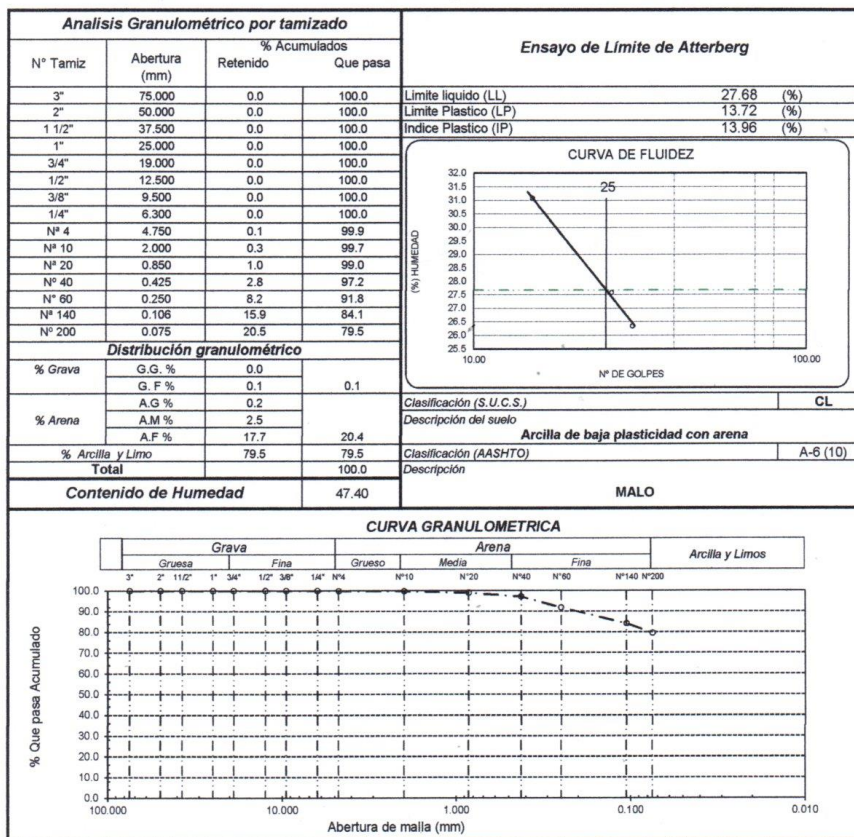 Analisis Granulométrico por tamizado
N° Tamiz Abertura (mm) % Acumulados
Retenido Que pasa
3" 75.000 0.0 100.0
2" 50.000 0.0 100.0
1 1/2" 37.500 0.0 100.0
1" 25.000 0.0 100.0
3/4" 19.000 0.0 100.0
1/2" 12.500 0.0 100.0
3/8" 9.500 0.0 100.0
1/4" 6.300 0.0 100.0
Nª 4 4.750 0.1 99.9
Nª 10 2.000 0.3 99.7
Nª 20 0.850 1.0 99.0
Nº 40 0.425 2.8 97.2
N° 60 0.250 8.2 91.8
Nª 140 0.106 15.9 84.1
Nº 200 0.075 20.5 79.5
Distribución granulométrico
% Grava G.G. % 0.0
G. F % 0.1 0.1
% Arena A.G % 0.2
A.M % 2.5
A.F % 17.7 20.4
% Arcilla y Limo 79.5 79.5
Total 100.0
Contenido de Humedad 47.40
Ensayo de Límite de Atterberg
Limite liquido (LL) 27.68 (%)
Limite Plastico (LP) 13.72 (%)
Indice Plastico (IP) 13.96 (%)
CURVA DE FLUIDEZ
25
(%) HUMEDAD
32.0
31.5
31.0
30.5
30.0
29.5
29.0
28.5
28.0
27.5
27.0
26.5
26.0
25.5
10.00 100.00
Nº DE GOLPES
Clasificación (S.U.C.S.) CL
Descripción del suelo
Arcilla de baja plasticidad con arena
Clasificación (AASHTO) A-6 (10)
Descripción
MALO
CURVA GRANULOMETRICA
Grava Arena Arcilla y Limos
Gruesa Fina Grueso Media Fina
3" 2" 11/2" 1" 3/4" 1/2" 3/8" 1/4" Nº4 N°10 N°20 N°40 N°60 N°140 N°200
% Que pasa Acumulado
100.0
90.0
80.0
70.0
60.0
50.0
40.0
30.0
20.0
10.0
0.0
100.000 10.000 1.000 0.100 0.010
Abertura de malla (mm)